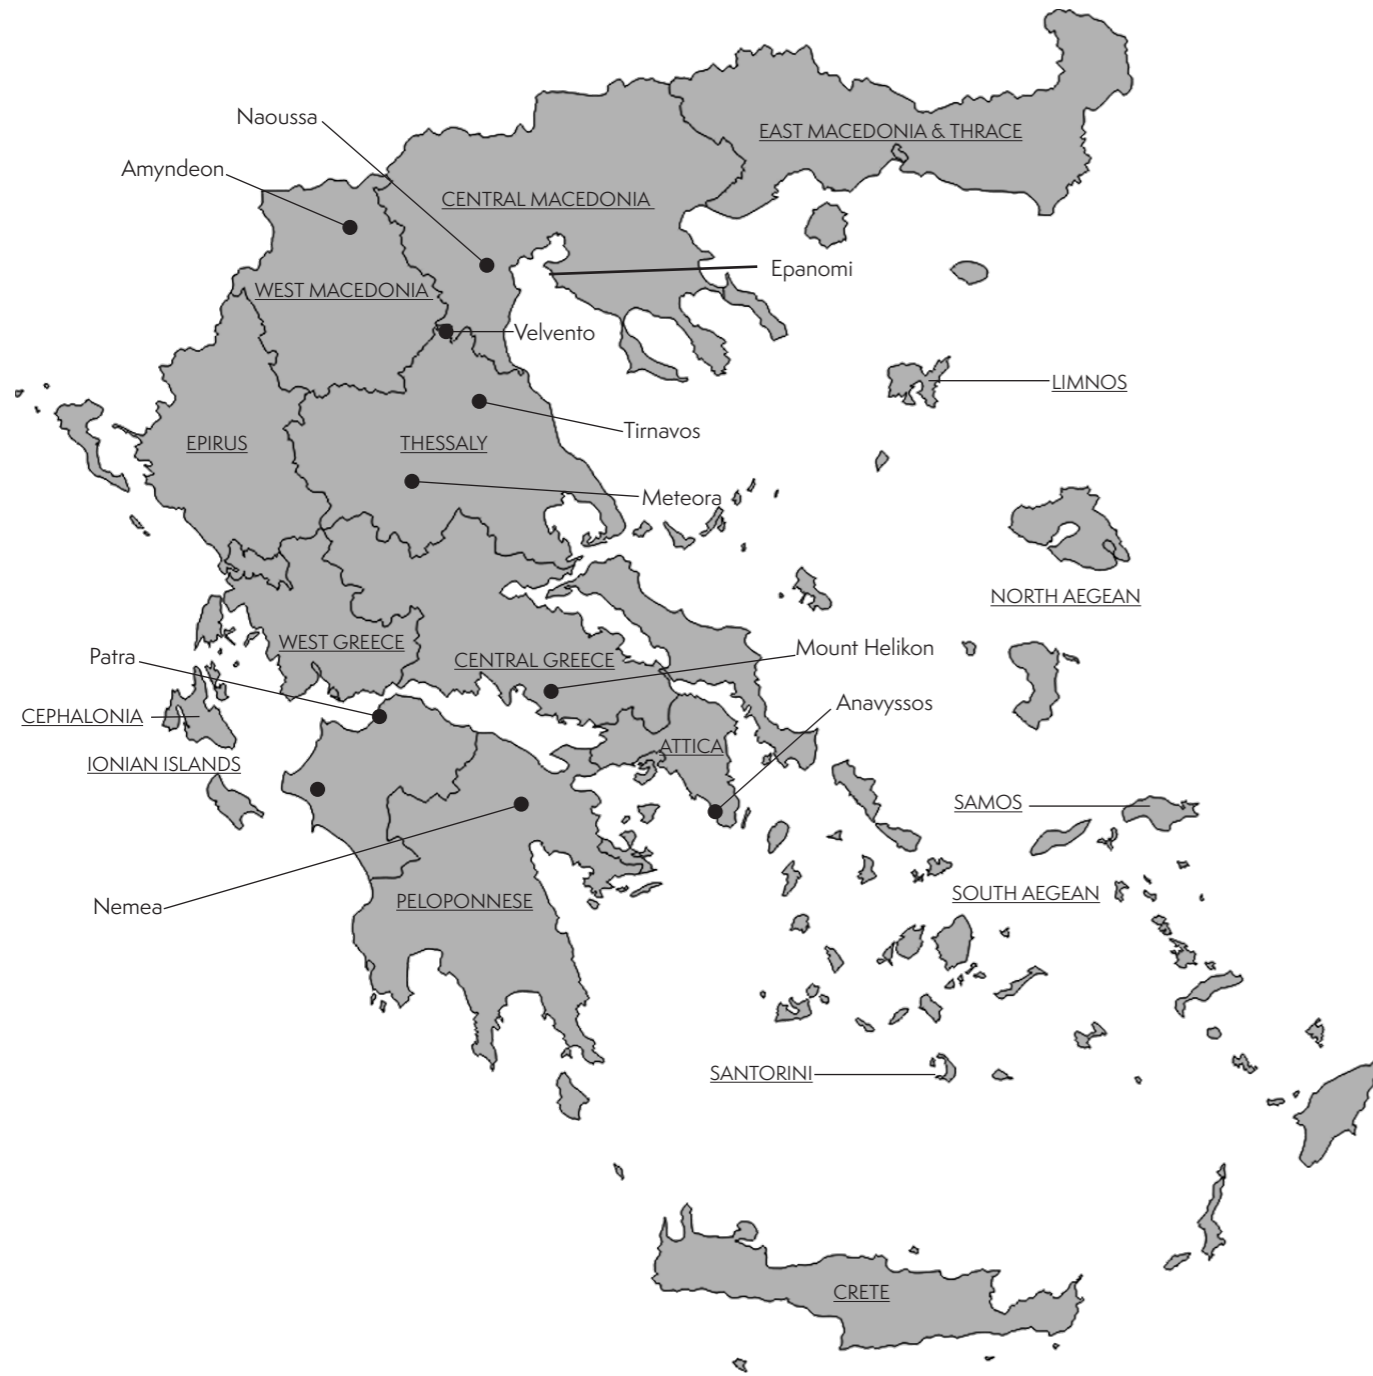 Naoussa
EAST MACEDONIA & THRACE
Amyndeon
CENTRAL MACEDONIA
Epanomi
WEST MACEDONIA
Velvento
LIMNOS
Tirnavos
EPIRUS
THESSALY
Meteora
NORTH AEGEAN
WEST GREECE
Mount Helikon
Patra
CENTRAL GREECE
Anavyssos
CEPHALONIA
ATTICA
IONIAN ISLANDS
SAMOS
SOUTH AEGEAN
PELOPONNESE
Nemea
SANTORINI
CRETE